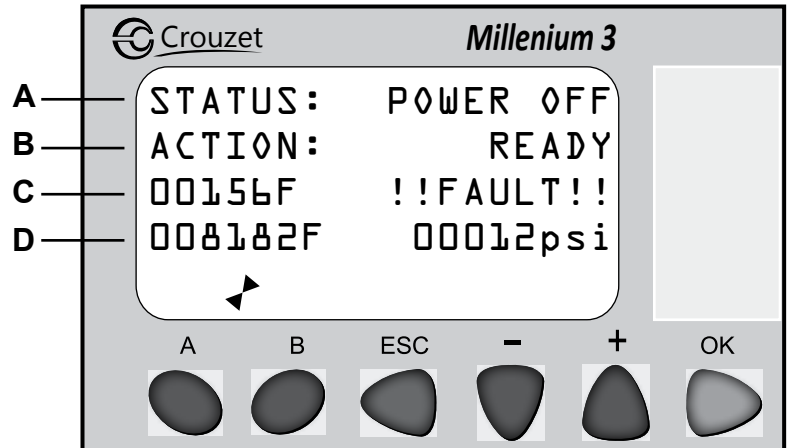 Crouzet Millenium 3
A STATUS: POWER OFF
B ACTION: READY
C 00156F !!FAULT!!
D 008182F 00012psi
A B ESC - + OK